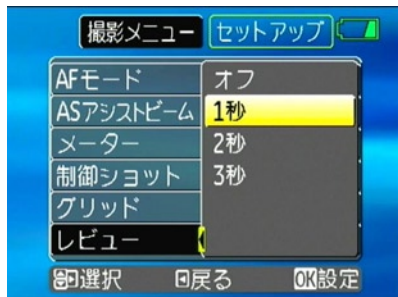 撮影メニュー セットアップ
AFモード オフ
ASアシストビーム 1秒
メーター 2秒
制御ショット 3秒
グリッド
レビュー
選択 戻る OK設定